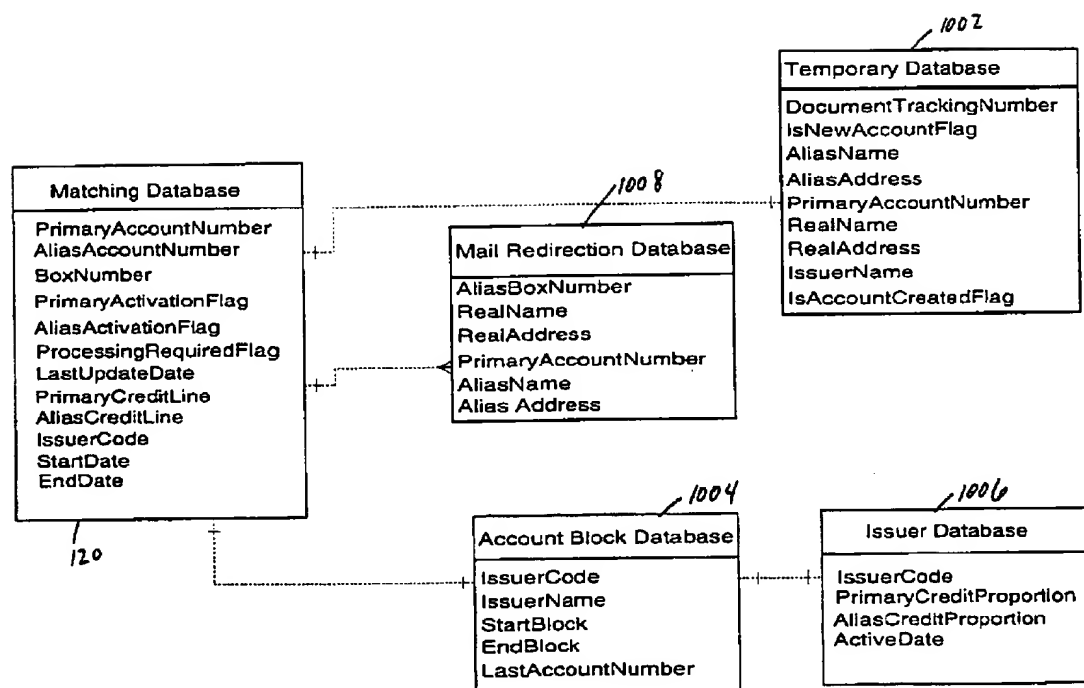 1002
Temporary Database
DocumentTrackingNumber
IsNewAccountFlag
AliasName
AliasAddress
PrimaryAccountNumber
RealName
RealAddress
IssuerName
IsAccountCreatedFlag
Matching Database
PrimaryAccountNumber
AliasAccountNumber
BoxNumber
PrimaryActivationFlag
AliasActivationFlag
ProcessingRequiredFlag
LastUpdateDate
PrimaryCreditLine
AliasCreditLine
IssuerCode
StartDate
EndDate
120
1008
Mail Redirection Database
AliasBoxNumber
RealName
RealAddress
PrimaryAccountNumber
AliasName
Alias Address
1004
Account Block Database
IssuerCode
IssuerName
StartBlock
EndBlock
LastAccountNumber
1006
Issuer Database
IssuerCode
PrimaryCreditProportion
AliasCreditProportion
ActiveDate